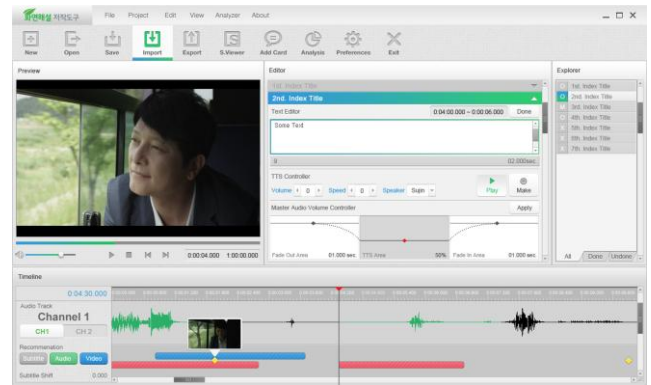 화면해설 저작도구
File Project Edit View Analyzer About
New Open Save Import Export S.Viewer Add Card Analysis Preferences Exit
Preview
Editor
Explorer
1st. Index Title
2nd. Index Title
Text Editor 0:04:00.000 ~ 0:00:06.000 Done
Some Text
02.000sec
TTS Controller
Volume 0 Speed 0 Speaker Sujin Play Make
Master Audio Volume Controller Apply
Fade Out Area 01.000 sec TTS Area 50% Fade In Area 01.000 sec
1st. Index Title
2nd. Index Title
3rd. Index Title
4th. Index Title
5th. Index Title
6th. Index Title
7th. Index Title
All Done Undone
0:00:04.000 1:00:00.000
Timeline
0:04:30.000
Audio Track
Channel 1
CH1 CH 2
Recommenation
Subtitle Audio Video
Subtitle Shift 0.000